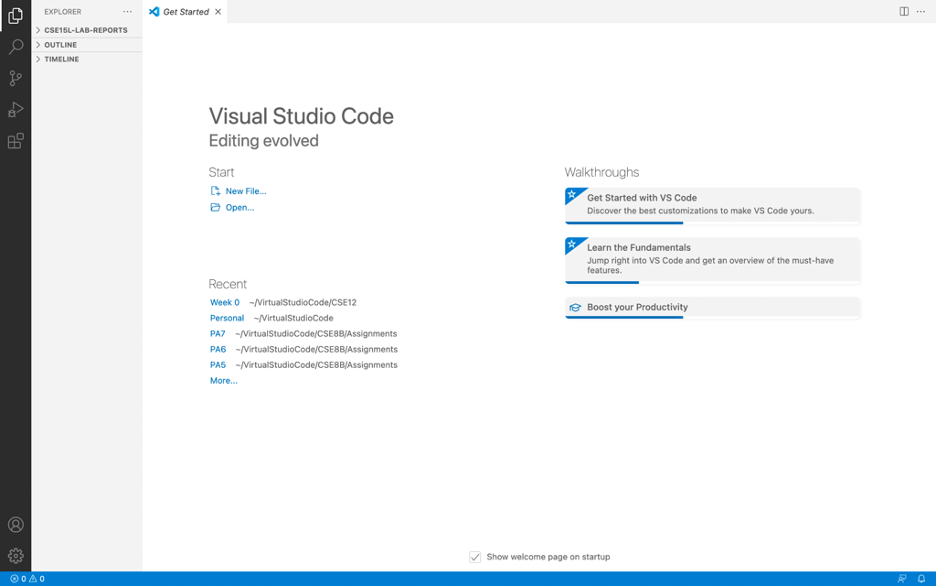 EXPLORER
CSE15L-LAB-REPORTS
OUTLINE
TIMELINE
Get Started
Visual Studio Code
Editing evolved
Start
New File...
Open...
Recent
Week 0 ~/VirtualStudioCode/CSE12
Personal ~/VirtualStudioCode
PA7 ~/VirtualStudioCode/CSE8B/Assignments
PA6 ~/VirtualStudioCode/CSE8B/Assignments
PA5 ~/VirtualStudioCode/CSE8B/Assignments
More...
Walkthroughs
Get Started with VS Code
Discover the best customizations to make VS Code yours.
Learn the Fundamentals
Jump right into VS Code and get an overview of the must-have
features.
Boost your Productivity
Show welcome page on startup
0 0